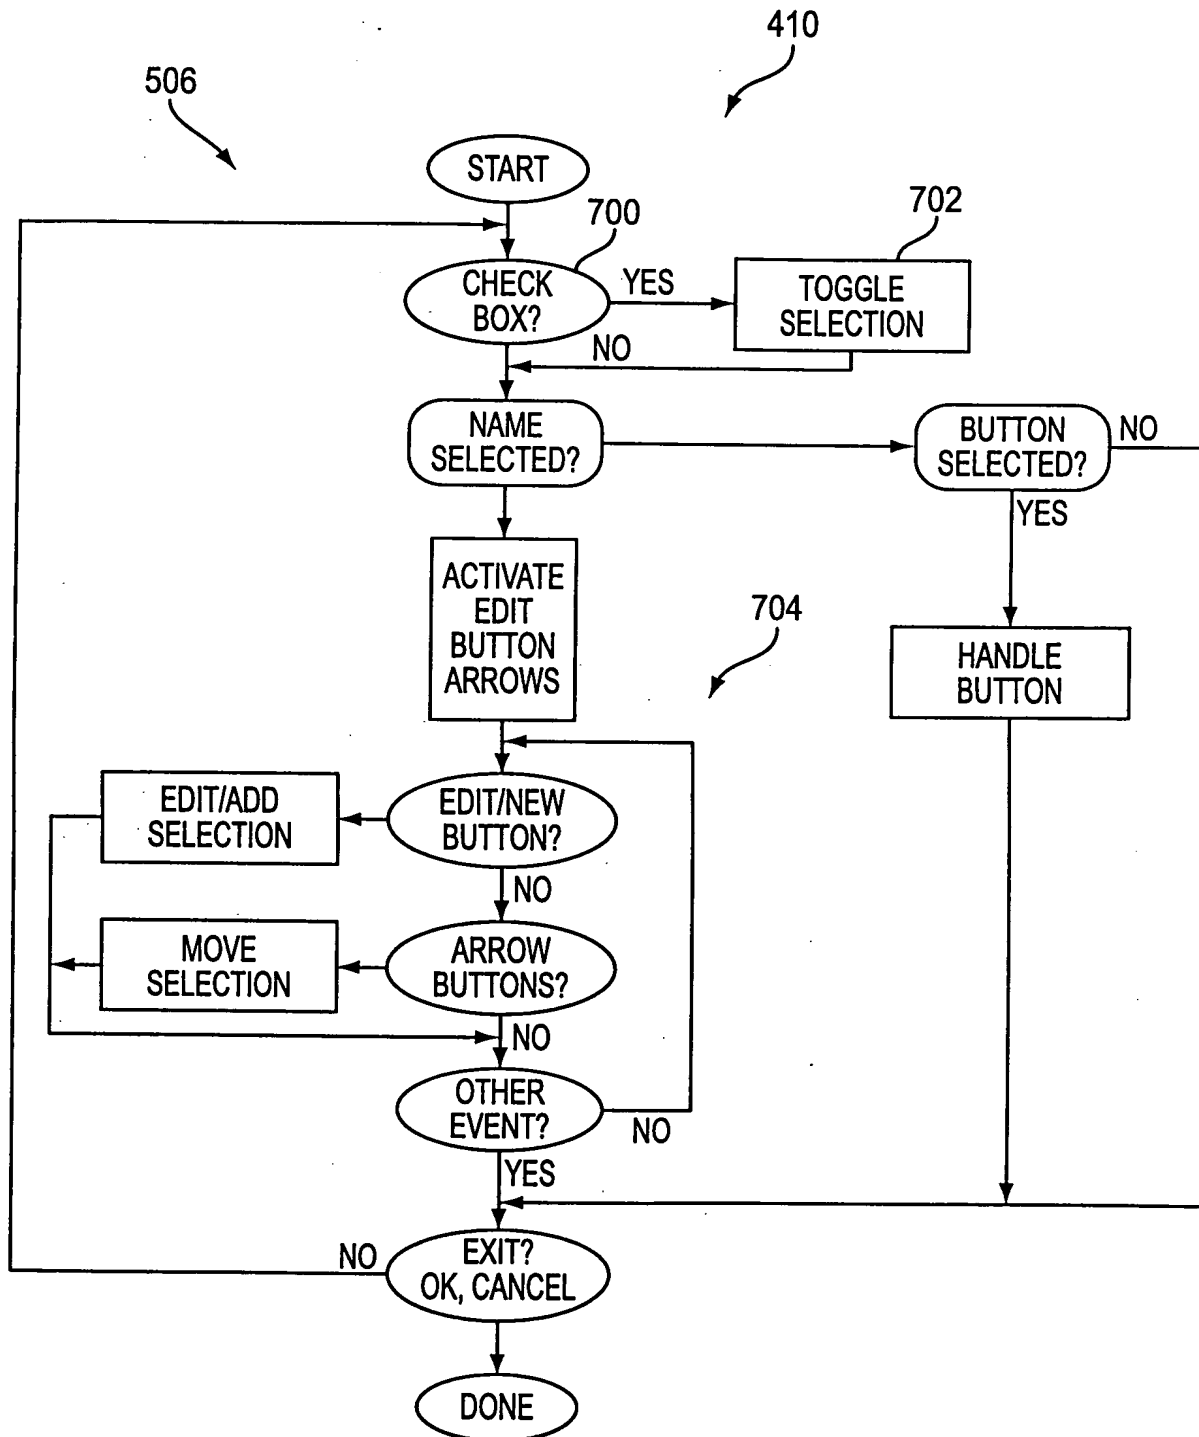 410
506
START
700
702
CHECK
BOX?
YES
TOGGLE
SELECTION
NO
NAME
SELECTED?
BUTTON
SELECTED?
NO
YES
ACTIVATE
EDIT
BUTTON
ARROWS
704
HANDLE
BUTTON
EDIT/ADD
SELECTION
EDIT/NEW
BUTTON?
NO
MOVE
SELECTION
ARROW
BUTTONS?
NO
OTHER
EVENT?
NO
YES
NO
EXIT?
OK, CANCEL
DONE